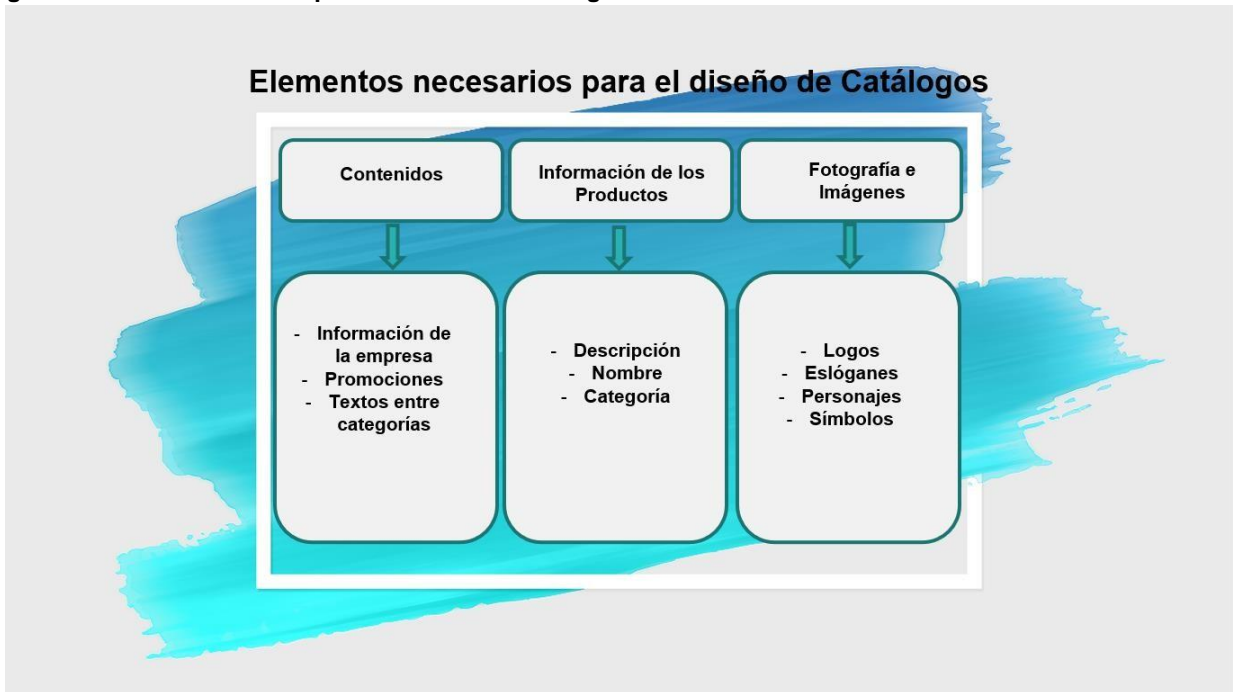 Elementos necesarios para el diseño de Catálogos
Contenidos
Información de los
Productos
Fotografía e
Imágenes
- Información de
la empresa
- Promociones
- Textos entre
categorías
- Descripción
- Nombre
- Categoría
- Logos
- Eslóganes
- Personajes
- Símbolos